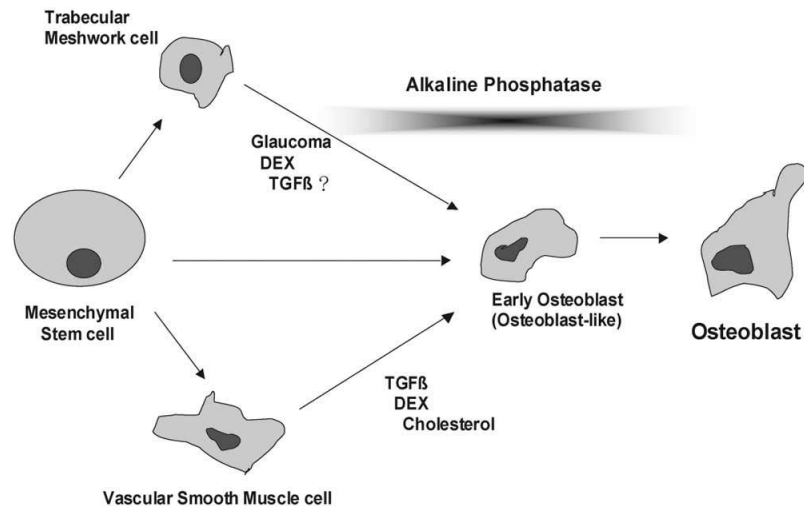 Trabecular
Meshwork cell
Alkaline Phosphatase
Glaucoma
DEX
TGFß ?
Mesenchymal
Stem cell
Early Osteoblast
(Osteoblast-like)
Osteoblast
TGFß
DEX
Cholesterol
Vascular Smooth Muscle cell